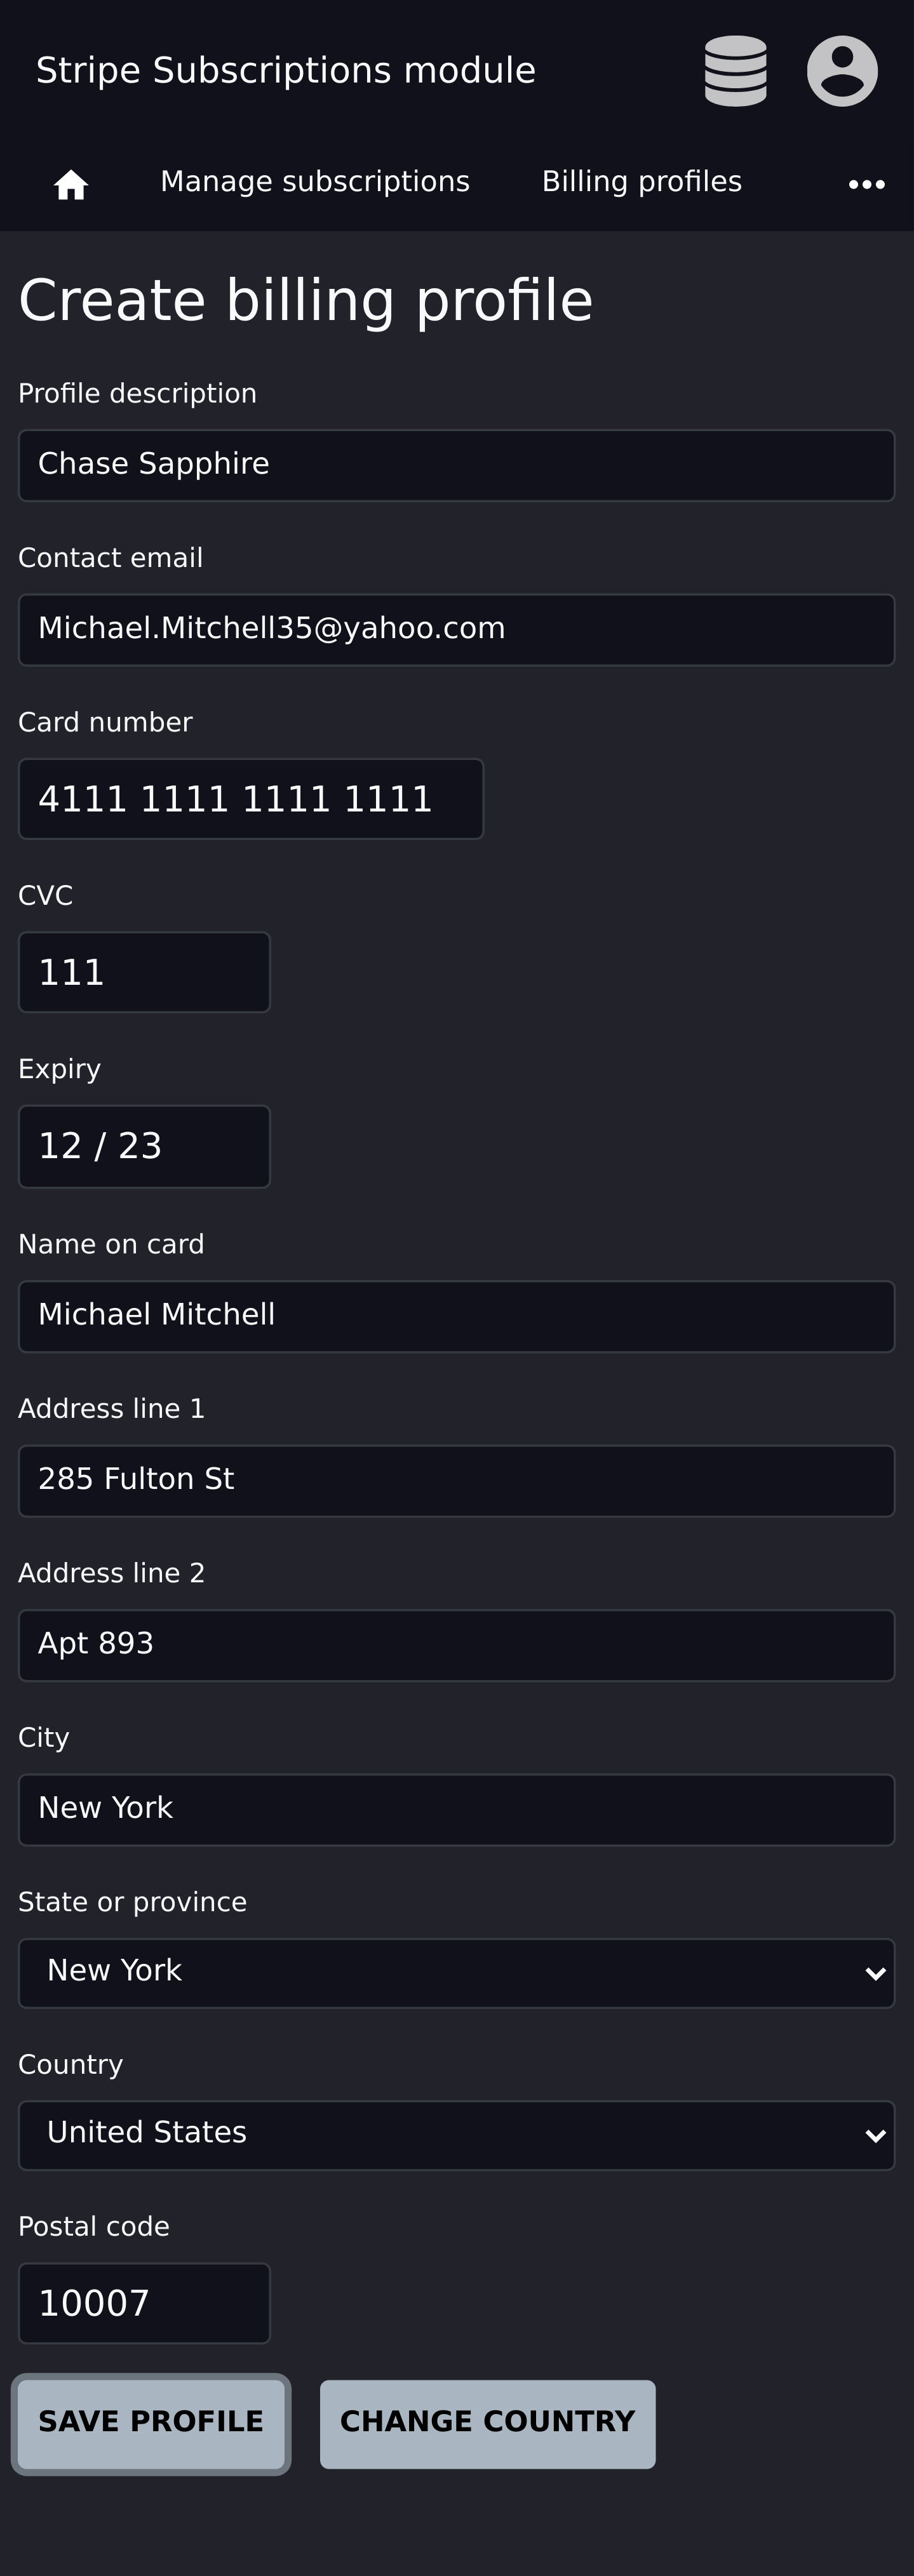 Stripe Subscriptions module
Manage subscriptions Billing profiles
Create billing profile
Profile description
Chase Sapphire
Contact email
Michael.Mitchell35@yahoo.com
Card number
4111 1111 1111 1111
CVC
111
Expiry
12 / 23
Name on card
Michael Mitchell
Address line 1
285 Fulton St
Address line 2
Apt 893
City
New York
State or province
New York
Country
United States
Postal code
10007
SAVE PROFILE CHANGE COUNTRY